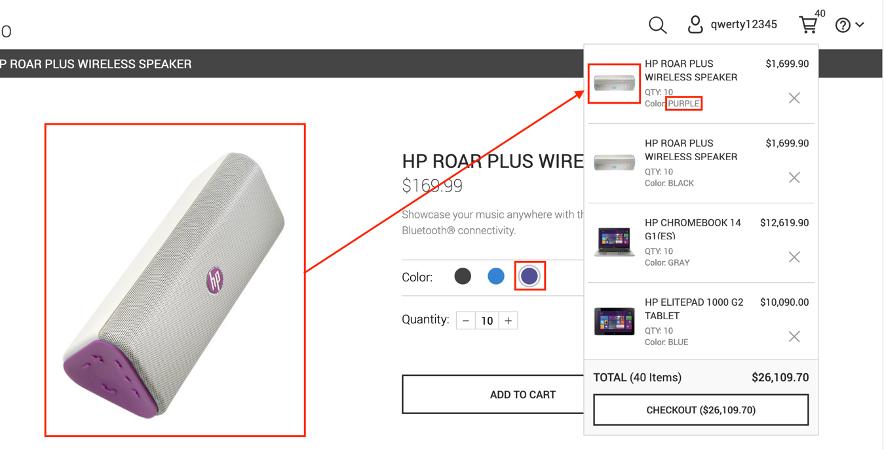 O
qwerty12345
40
P ROAR PLUS WIRELESS SPEAKER
hp
HP ROAR PLUS WIRE
$169.99
Showcase your music anywhere with th
Bluetooth® connectivity.
Color:
Quantity:
− 10 +
ADD TO CART
HP ROAR PLUS
WIRELESS SPEAKER
$1,699.90
QTY: 10
Color: PURPLE
HP ROAR PLUS
WIRELESS SPEAKER
$1,699.90
QTY: 10
Color: BLACK
HP CHROMEBOOK 14
G1(ES)
$12,619.90
QTY: 10
Color: GRAY
HP ELITEPAD 1000 G2
TABLET
$10,090.00
QTY: 10
Color: BLUE
TOTAL (40 Items) $26,109.70
CHECKOUT ($26,109.70)